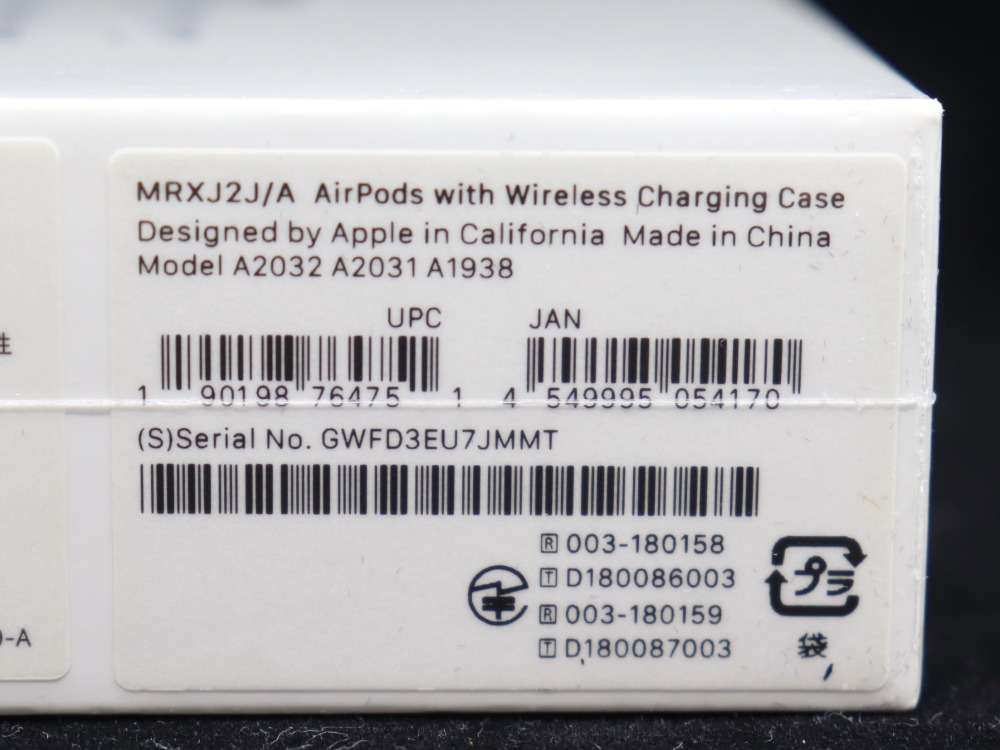 MRXJ2J/A AirPods with Wireless Charging Case
Designed by Apple in California Made in China
Model A2032 A2031 A1938
UPC
JAN
1 90198 76475 1
4 549995 054170
(S)Serial No. GWFD3EU7JMMT
R 003-180158
T D180086003
R 003-180159
T D180087003
プラ
袋
性
-A